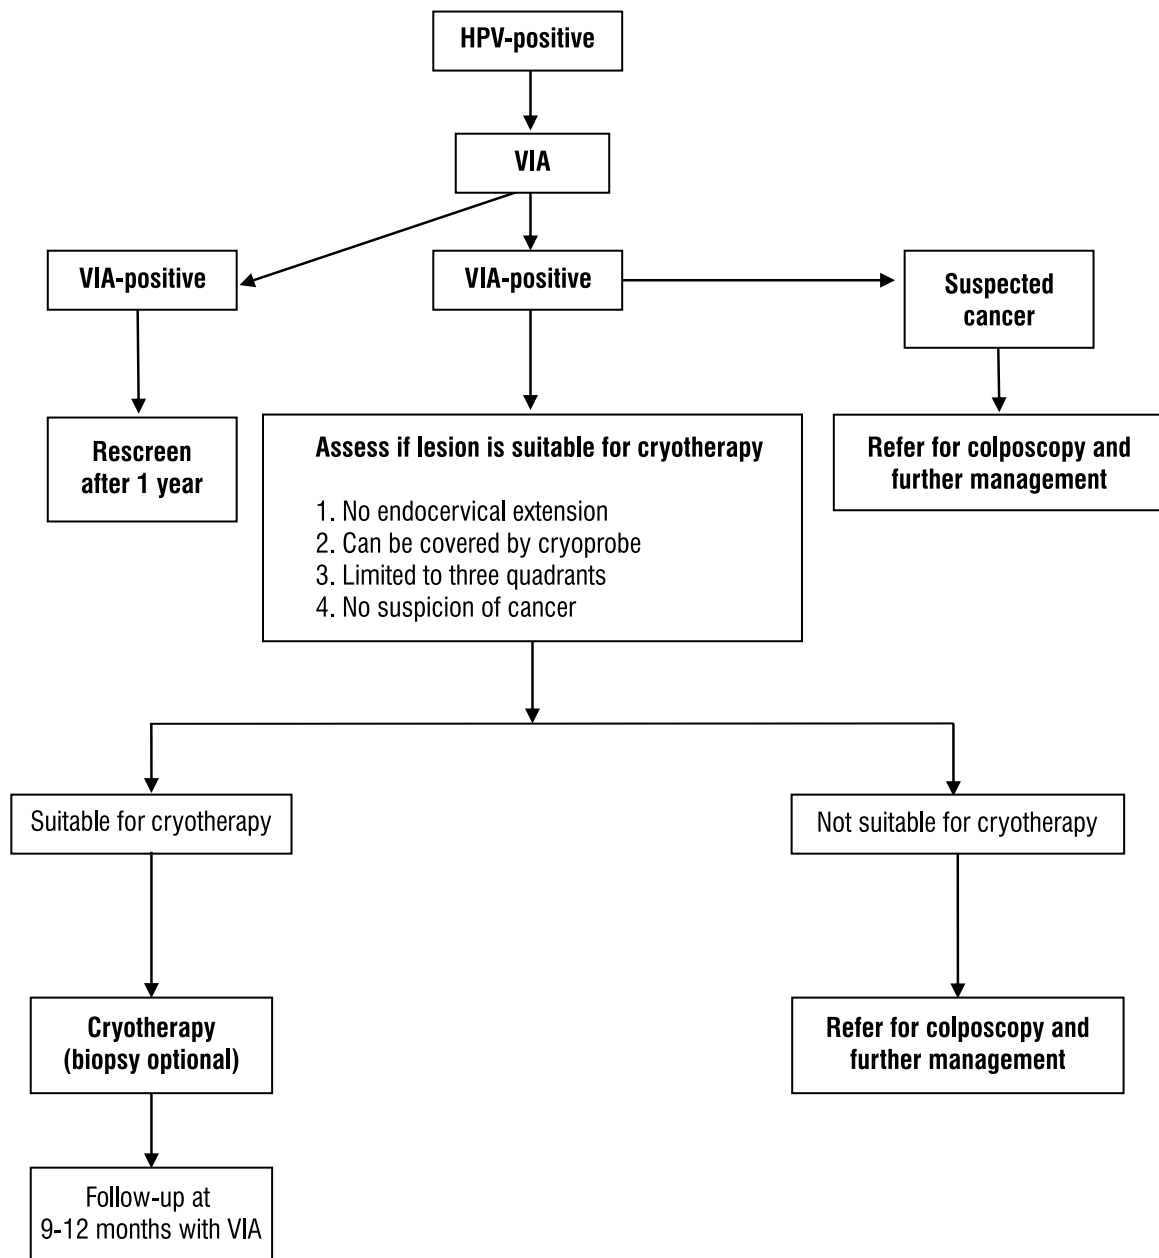 HPV-positive
VIA
VIA-positive
VIA-positive
Suspected
cancer
Rescreen
after 1 year
Assess if lesion is suitable for cryotherapy
1. No endocervical extension
2. Can be covered by cryoprobe
3. Limited to three quadrants
4. No suspicion of cancer
Refer for colposcopy and
further management
Suitable for cryotherapy
Not suitable for cryotherapy
Cryotherapy
(biopsy optional)
Refer for colposcopy and
further management
Follow-up at
9-12 months with VIA